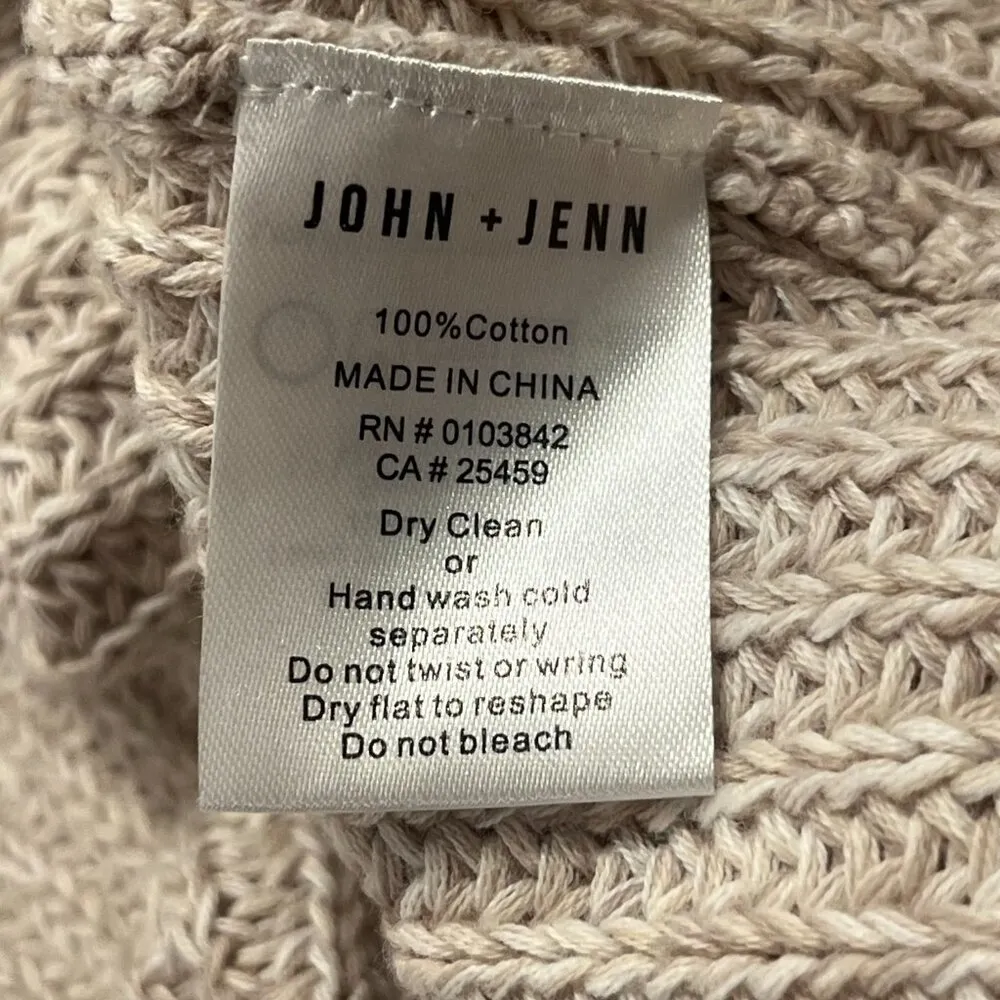 JOHN + JENN
100%Cotton
MADE IN CHINA
RN # 0103842
CA # 25459
Dry Clean
or
Hand wash cold
separately
Do not twist or wring
Dry flat to reshape
Do not bleach